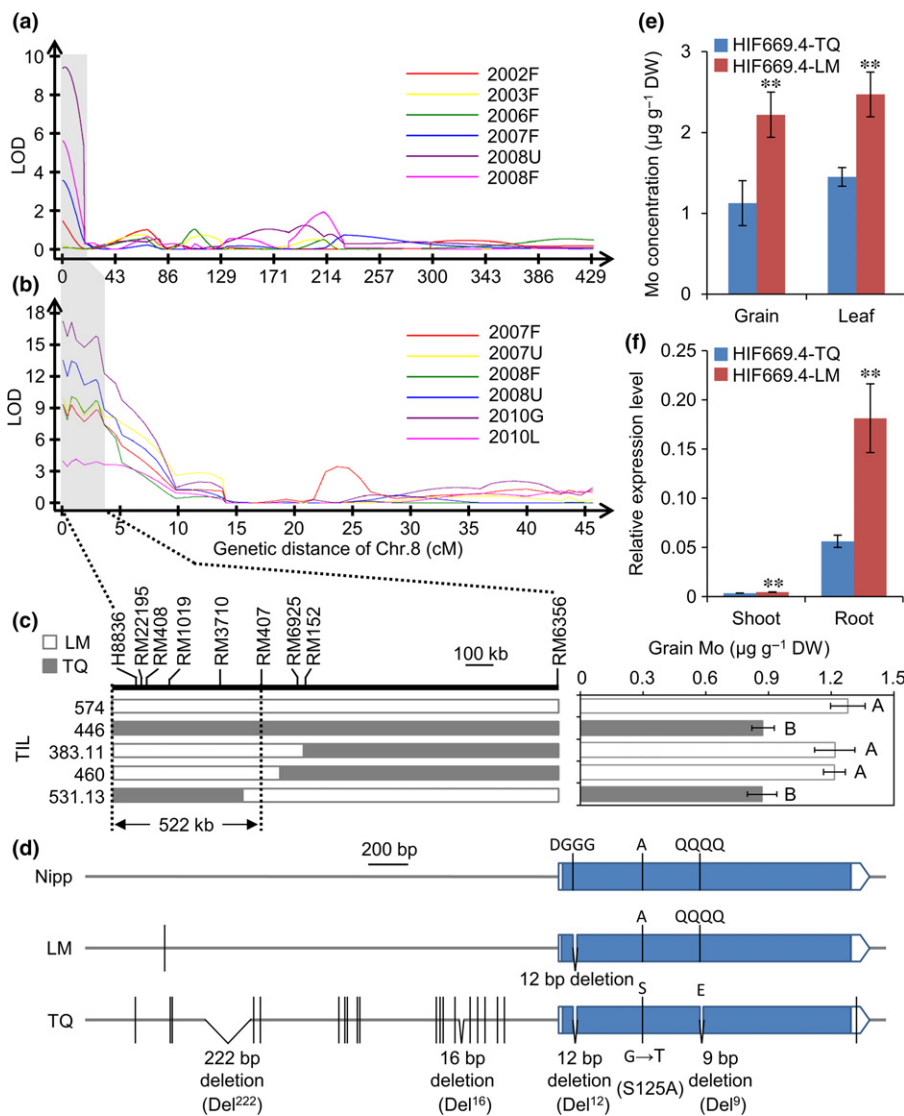 (a)
10
8
6
4
2
0
LOD
2002F
2003F
2006F
2007F
2008U
2008F
0 43 86 129 171 214 257 300 343 386 429
(b)
18
15
12
9
6
3
0
LOD
2007F
2007U
2008F
2008U
2010G
2010L
0 5 10 15 20 25 30 35 40 45
Genetic distance of Chr.8 (cM)
(e)
HIF669.4-TQ
HIF669.4-LM
Mo concentration (µg g⁻¹ DW)
3
2
1
0
**
**
Grain Leaf
(f)
HIF669.4-TQ
HIF669.4-LM
Relative expression level
0.25
0.20
0.15
0.10
0.05
0
**
**
Shoot Root
(c)
LM
TQ
H8836
RM22195
RM408
RM1019
RM3710
RM407
RM6925
RM152
RM6356
100 kb
TIL
574
446
383.11
460
531.13
522 kb
Grain Mo (µg g⁻¹ DW)
0 0.3 0.6 0.9 1.2 1.5
A
B
A
A
B
(d)
200 bp
Nipp
DGGG A QQQQ
LM
A QQQQ
12 bp deletion
TQ
S E
222 bp
deletion
(Del²²²)
16 bp
deletion
(Del¹⁶)
12 bp
deletion
(Del¹²)
G→T
(S125A)
9 bp
deletion
(Del⁹)